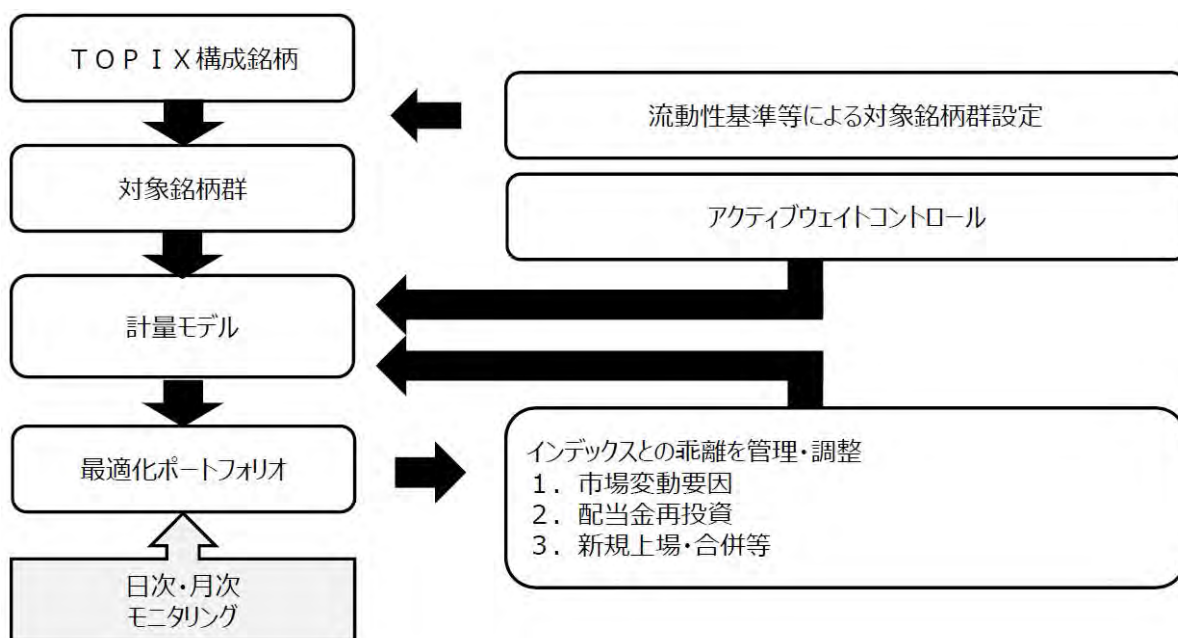 ＴＯＰＩＸ構成銘柄
流動性基準等による対象銘柄群設定
対象銘柄群
アクティブウェイトコントロール
計量モデル
最適化ポートフォリオ
インデックスとの乖離を管理・調整
１．市場変動要因
２．配当金再投資
３．新規上場・合併等
日次・月次
モニタリング